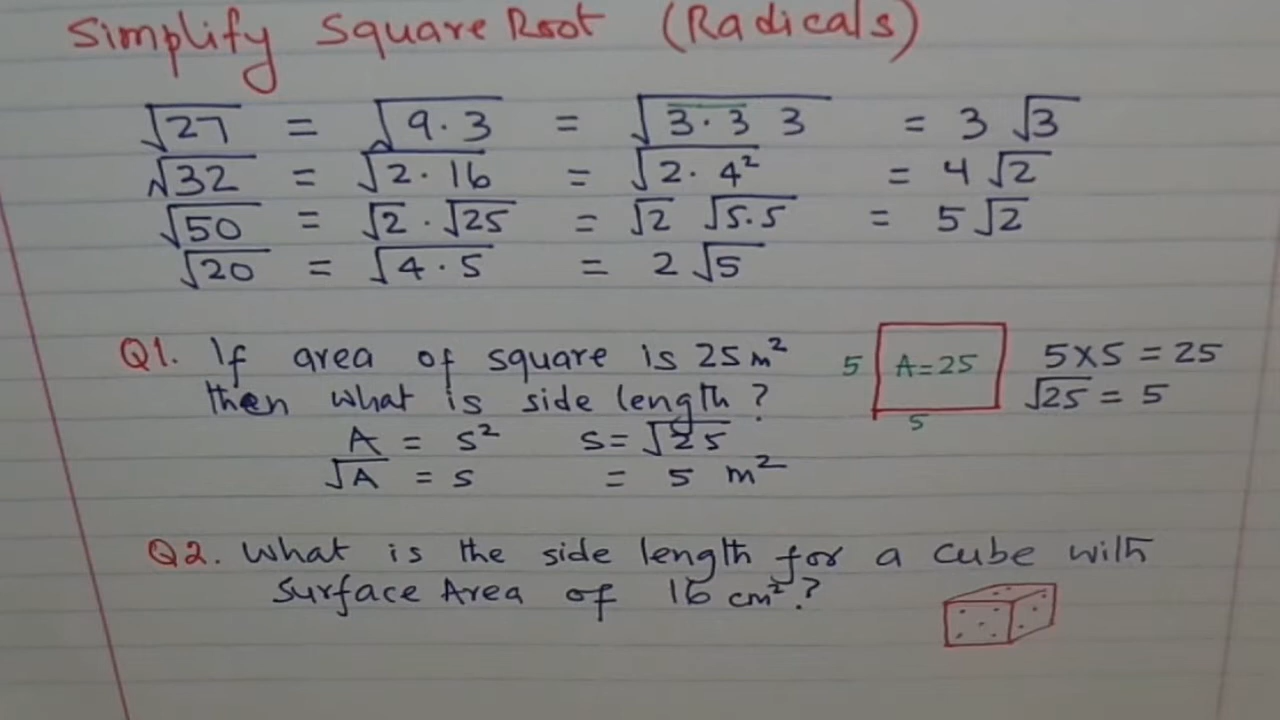 Simplify Square Root (Radicals)
√27 = √9·3 = √3·3 3 = 3√3
√32 = √2·16 = √2·4² = 4√2
√50 = √2·√25 = √2 √5·5 = 5√2
√20 = √4·5 = 2√5
Q1. If area of square is 25m²
then what is side length?
A = s² s = √25
√A = s = 5 m²
5 A=25
5
5×5 = 25
√25 = 5
Q2. What is the side length for a cube with
Surface Area of 16 cm²?